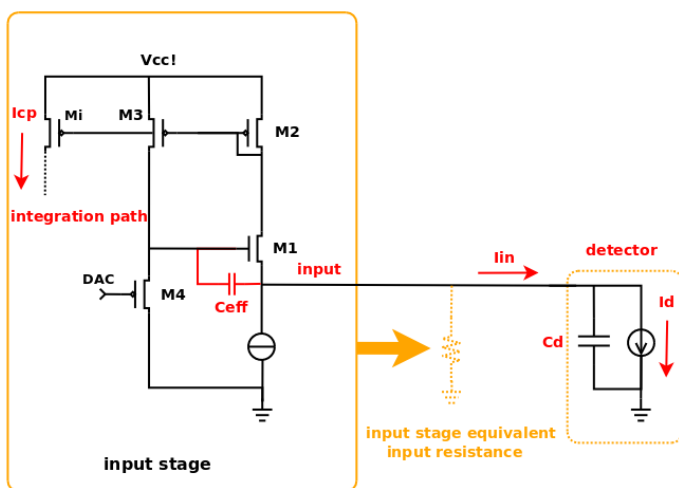 Vcc!
Icp
Mi
M3
M2
integration path
M1
input
Iin
detector
DAC
M4
Ceff
Cd
Id
input stage equivalent
input resistance
input stage